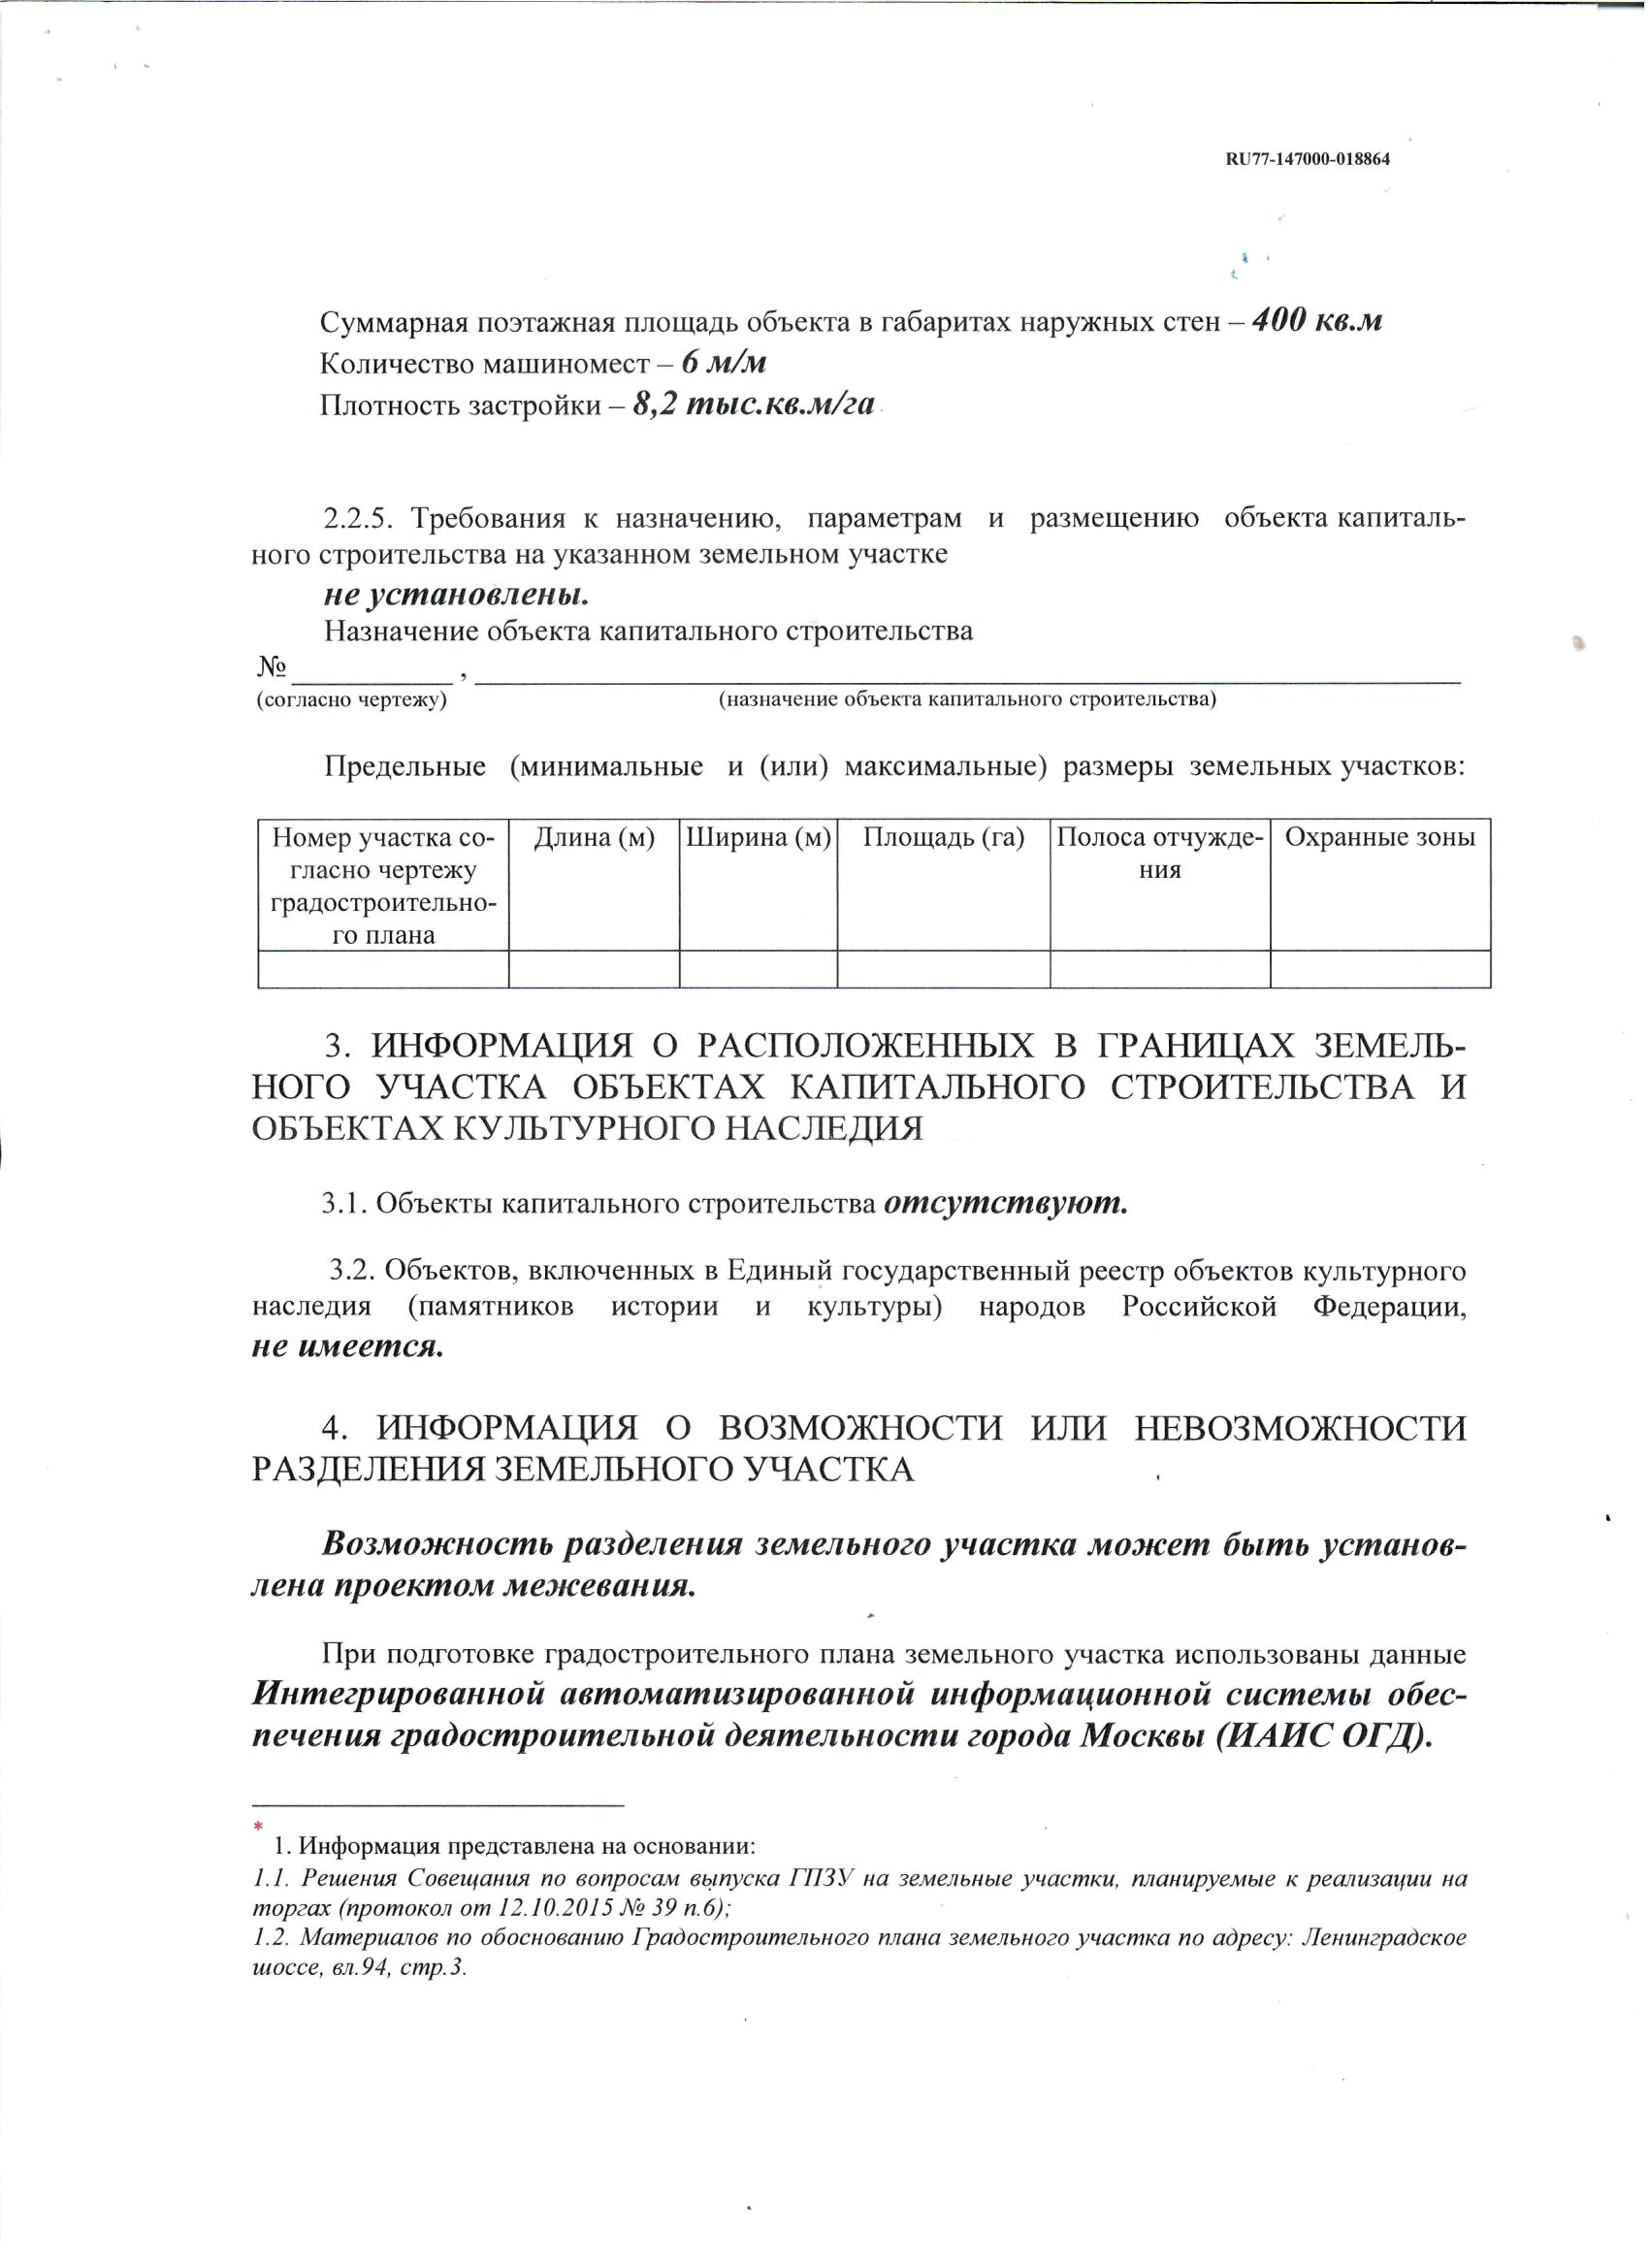 RU77-147000-018864
Суммарная поэтажная площадь объекта в габаритах наружных стен – 400 кв.м
Количество машиномест – 6 м/м
Плотность застройки – 8,2 тыс.кв.м/га
2.2.5. Требования к назначению, параметрам и размещению объекта капиталь-
ного строительства на указанном земельном участке
не установлены.
Назначение объекта капитального строительства
№ ____________ , ____________
(согласно чертежу) (назначение объекта капитального строительства)
Предельные (минимальные и (или) максимальные) размеры земельных участков:
Номер участка со-
гласно чертежу
градостроительно-
го плана
Длина (м)
Ширина (м)
Площадь (га)
Полоса отчужде-
ния
Охранные зоны
3. ИНФОРМАЦИЯ О РАСПОЛОЖЕННЫХ В ГРАНИЦАХ ЗЕМЕЛЬ-
НОГО УЧАСТКА ОБЪЕКТАХ КАПИТАЛЬНОГО СТРОИТЕЛЬСТВА И
ОБЪЕКТАХ КУЛЬТУРНОГО НАСЛЕДИЯ
3.1. Объекты капитального строительства отсутствуют.
3.2. Объектов, включенных в Единый государственный реестр объектов культурного
наследия (памятников истории и культуры) народов Российской Федерации,
не имеется.
4. ИНФОРМАЦИЯ О ВОЗМОЖНОСТИ ИЛИ НЕВОЗМОЖНОСТИ
РАЗДЕЛЕНИЯ ЗЕМЕЛЬНОГО УЧАСТКА
Возможность разделения земельного участка может быть установ-
лена проектом межевания.
При подготовке градостроительного плана земельного участка использованы данные
Интегрированной автоматизированной информационной системы обес-
печения градостроительной деятельности города Москвы (ИАИС ОГД).
*
1. Информация представлена на основании:
1.1. Решения Совещания по вопросам выпуска ГПЗУ на земельные участки, планируемые к реализации на
торгах (протокол от 12.10.2015 № 39 п.6);
1.2. Материалов по обоснованию Градостроительного плана земельного участка по адресу: Ленинградское
шоссе, вл.94, стр.3.